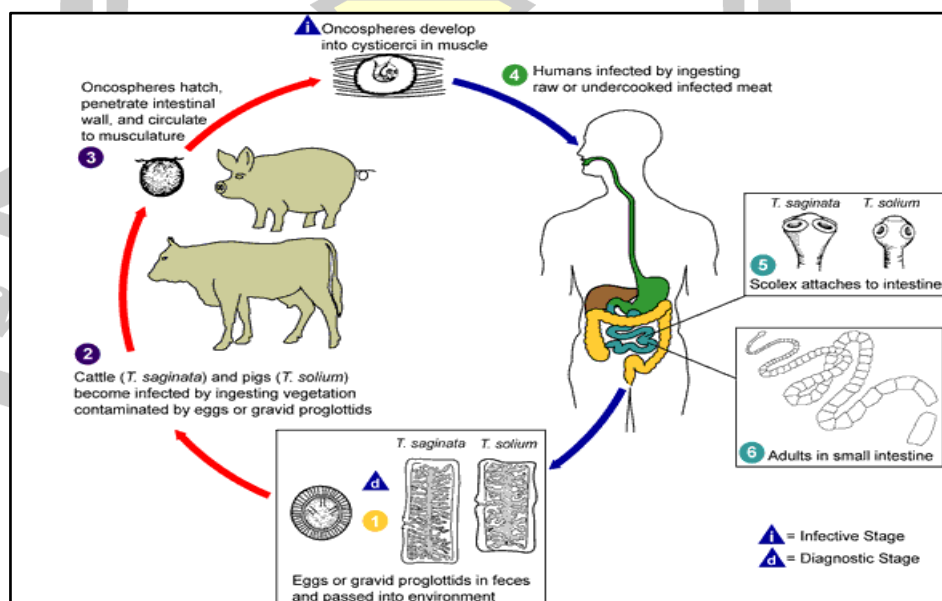 i Oncospheres develop
into cysticerci in muscle
4 Humans infected by ingesting
raw or undercooked infected meat
Oncospheres hatch,
penetrate intestinal
wall, and circulate
to musculature
3
T. saginata T. solium
5
Scolex attaches to intestine
2
Cattle (T. saginata) and pigs (T. solium)
become infected by ingesting vegetation
contaminated by eggs or gravid proglottids
6 Adults in small intestine
T. saginata T. solium
d
1
Eggs or gravid proglottids in feces
and passed into environment
i = Infective Stage
d = Diagnostic Stage